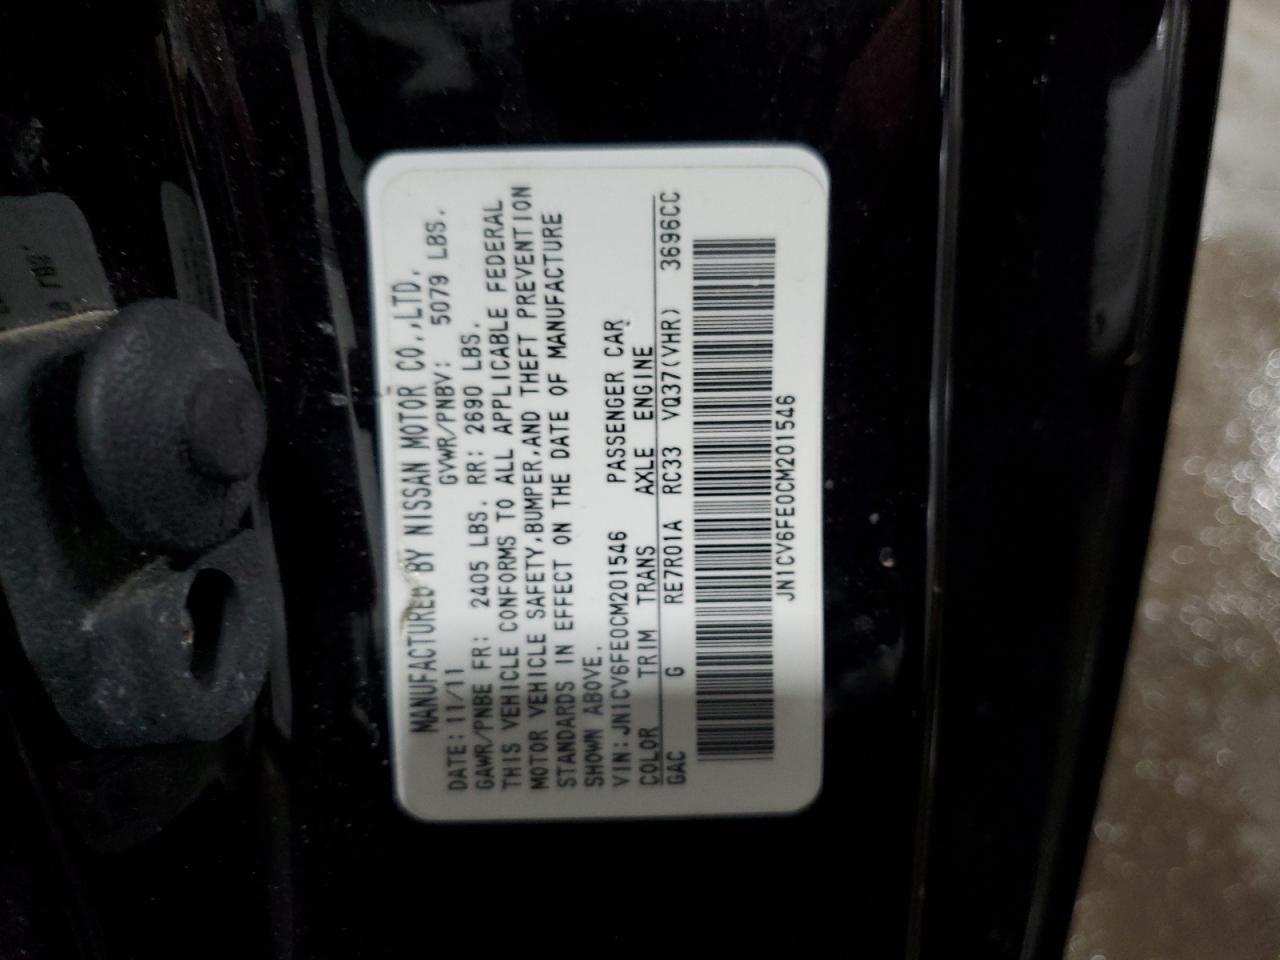 MANUFACTURED BY NISSAN MOTOR CO.,LTD.
DATE: 11/11 GVWR/PNBV: 5079 LBS.
GAWR/PNBE FR: 2405 LBS. RR: 2690 LBS.
THIS VEHICLE CONFORMS TO ALL APPLICABLE FEDERAL
MOTOR VEHICLE SAFETY,BUMPER,AND THEFT PREVENTION
STANDARDS IN EFFECT ON THE DATE OF MANUFACTURE
SHOWN ABOVE.
VIN: JN1CV6FE0CM201546 PASSENGER CAR
COLOR TRIM TRANS AXLE ENGINE
GAC G RE7R01A RC33 VQ37(VHR) 3696CC
JN1CV6FE0CM201546